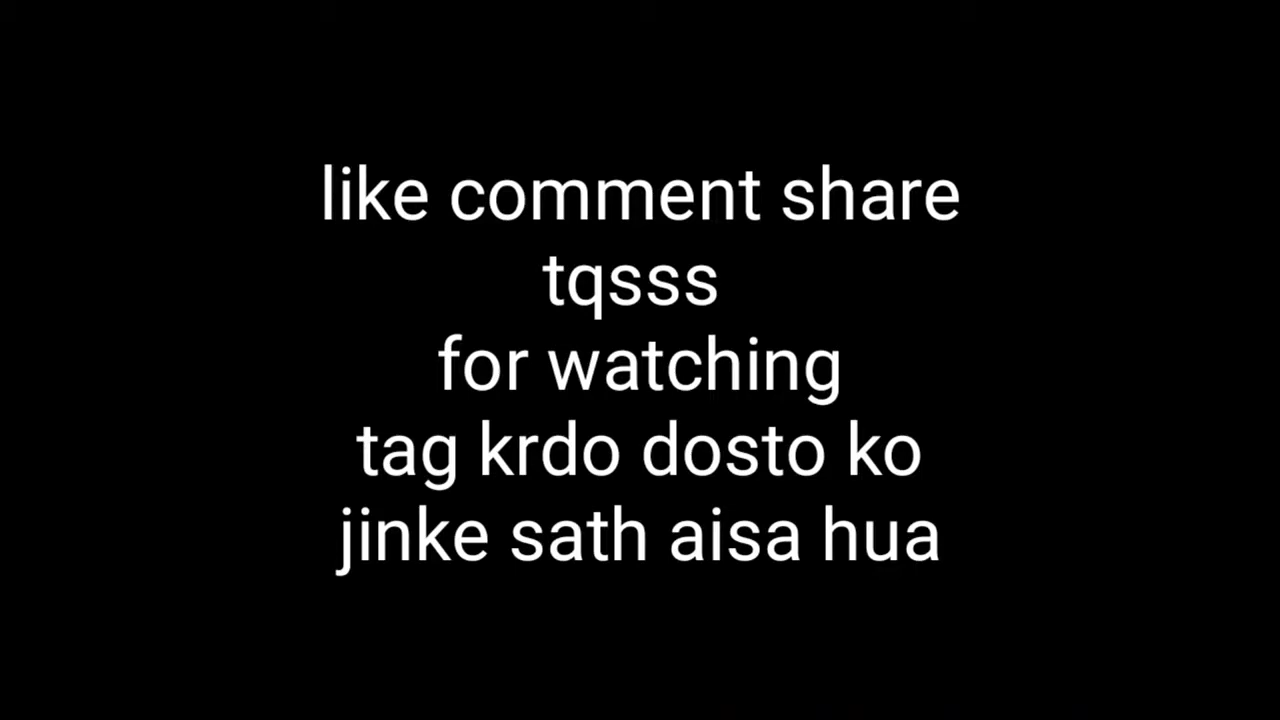 like comment share
tqsss
for watching
tag krdo dosto ko
jinke sath aisa hua